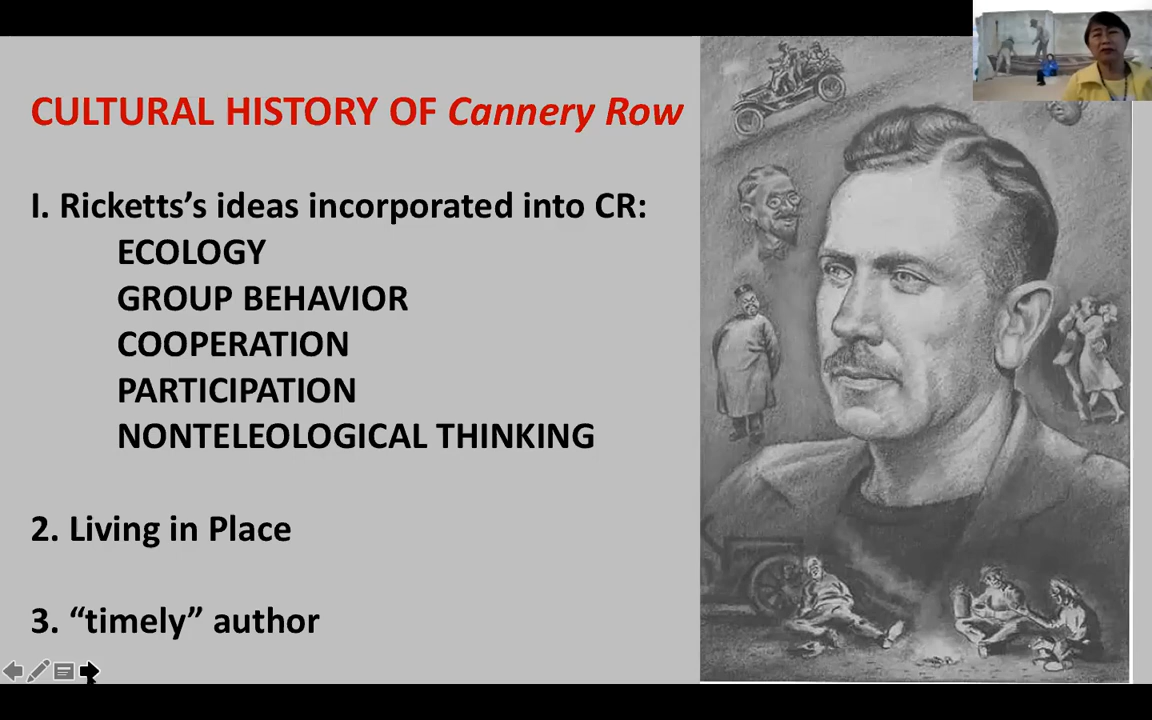 CULTURAL HISTORY OF Cannery Row
I. Ricketts’s ideas incorporated into CR:
ECOLOGY
GROUP BEHAVIOR
COOPERATION
PARTICIPATION
NONTELEOLOGICAL THINKING
2. Living in Place
3. “timely” author